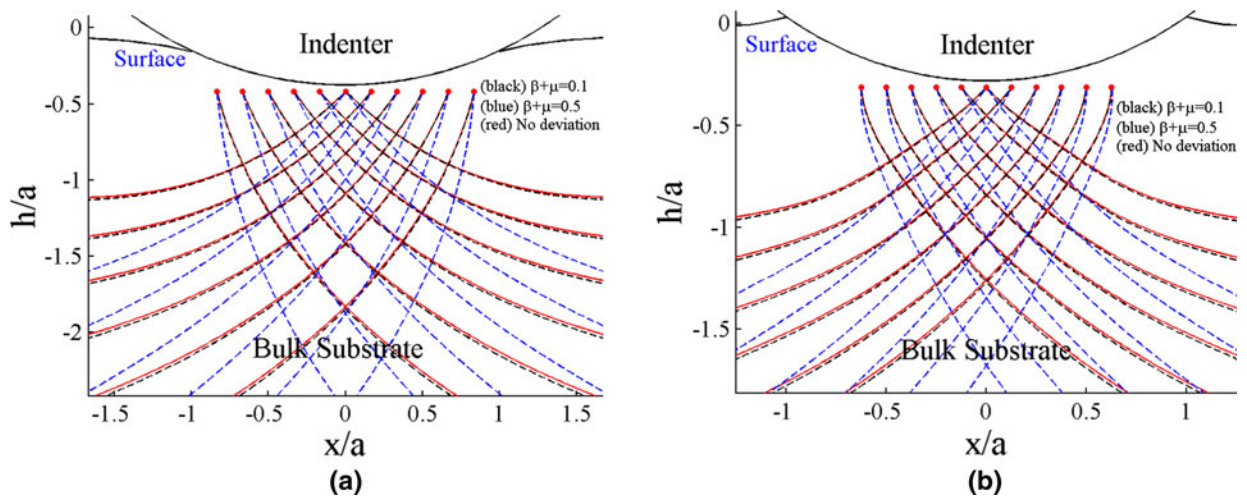 0
-0.5
-1
-1.5
-2
h/a
Indenter
Surface
(black) β+μ=0.1
(blue) β+μ=0.5
(red) No deviation
Bulk Substrate
-1.5 -1 -0.5 0 0.5 1 1.5
x/a
(a)
0
-0.5
-1
-1.5
h/a
Indenter
Surface
(black) β+μ=0.1
(blue) β+μ=0.5
(red) No deviation
Bulk Substrate
-1 -0.5 0 0.5 1
x/a
(b)